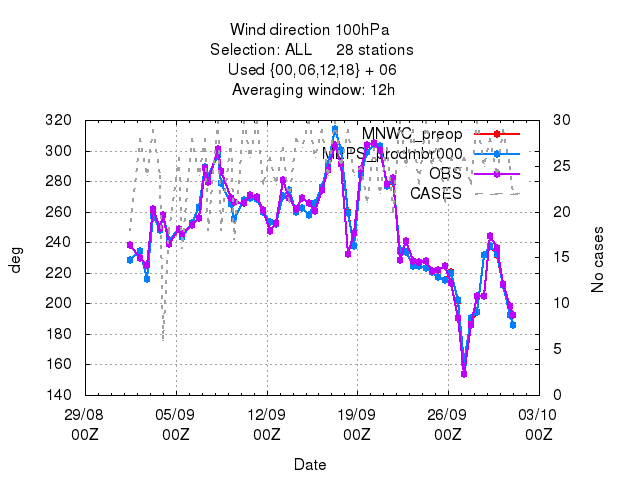 Wind direction 100hPa
Selection: ALL 28 stations
Used {00,06,12,18} + 06
Averaging window: 12h
320
300
280
260
240
220
200
180
160
140
deg
30
25
20
15
10
5
0
No cases
MNWC_preop
MEPS_prodmbr000
OBS
CASES
29/08 05/09 12/09 19/09 26/09 03/10
00Z 00Z 00Z 00Z 00Z 00Z
Date